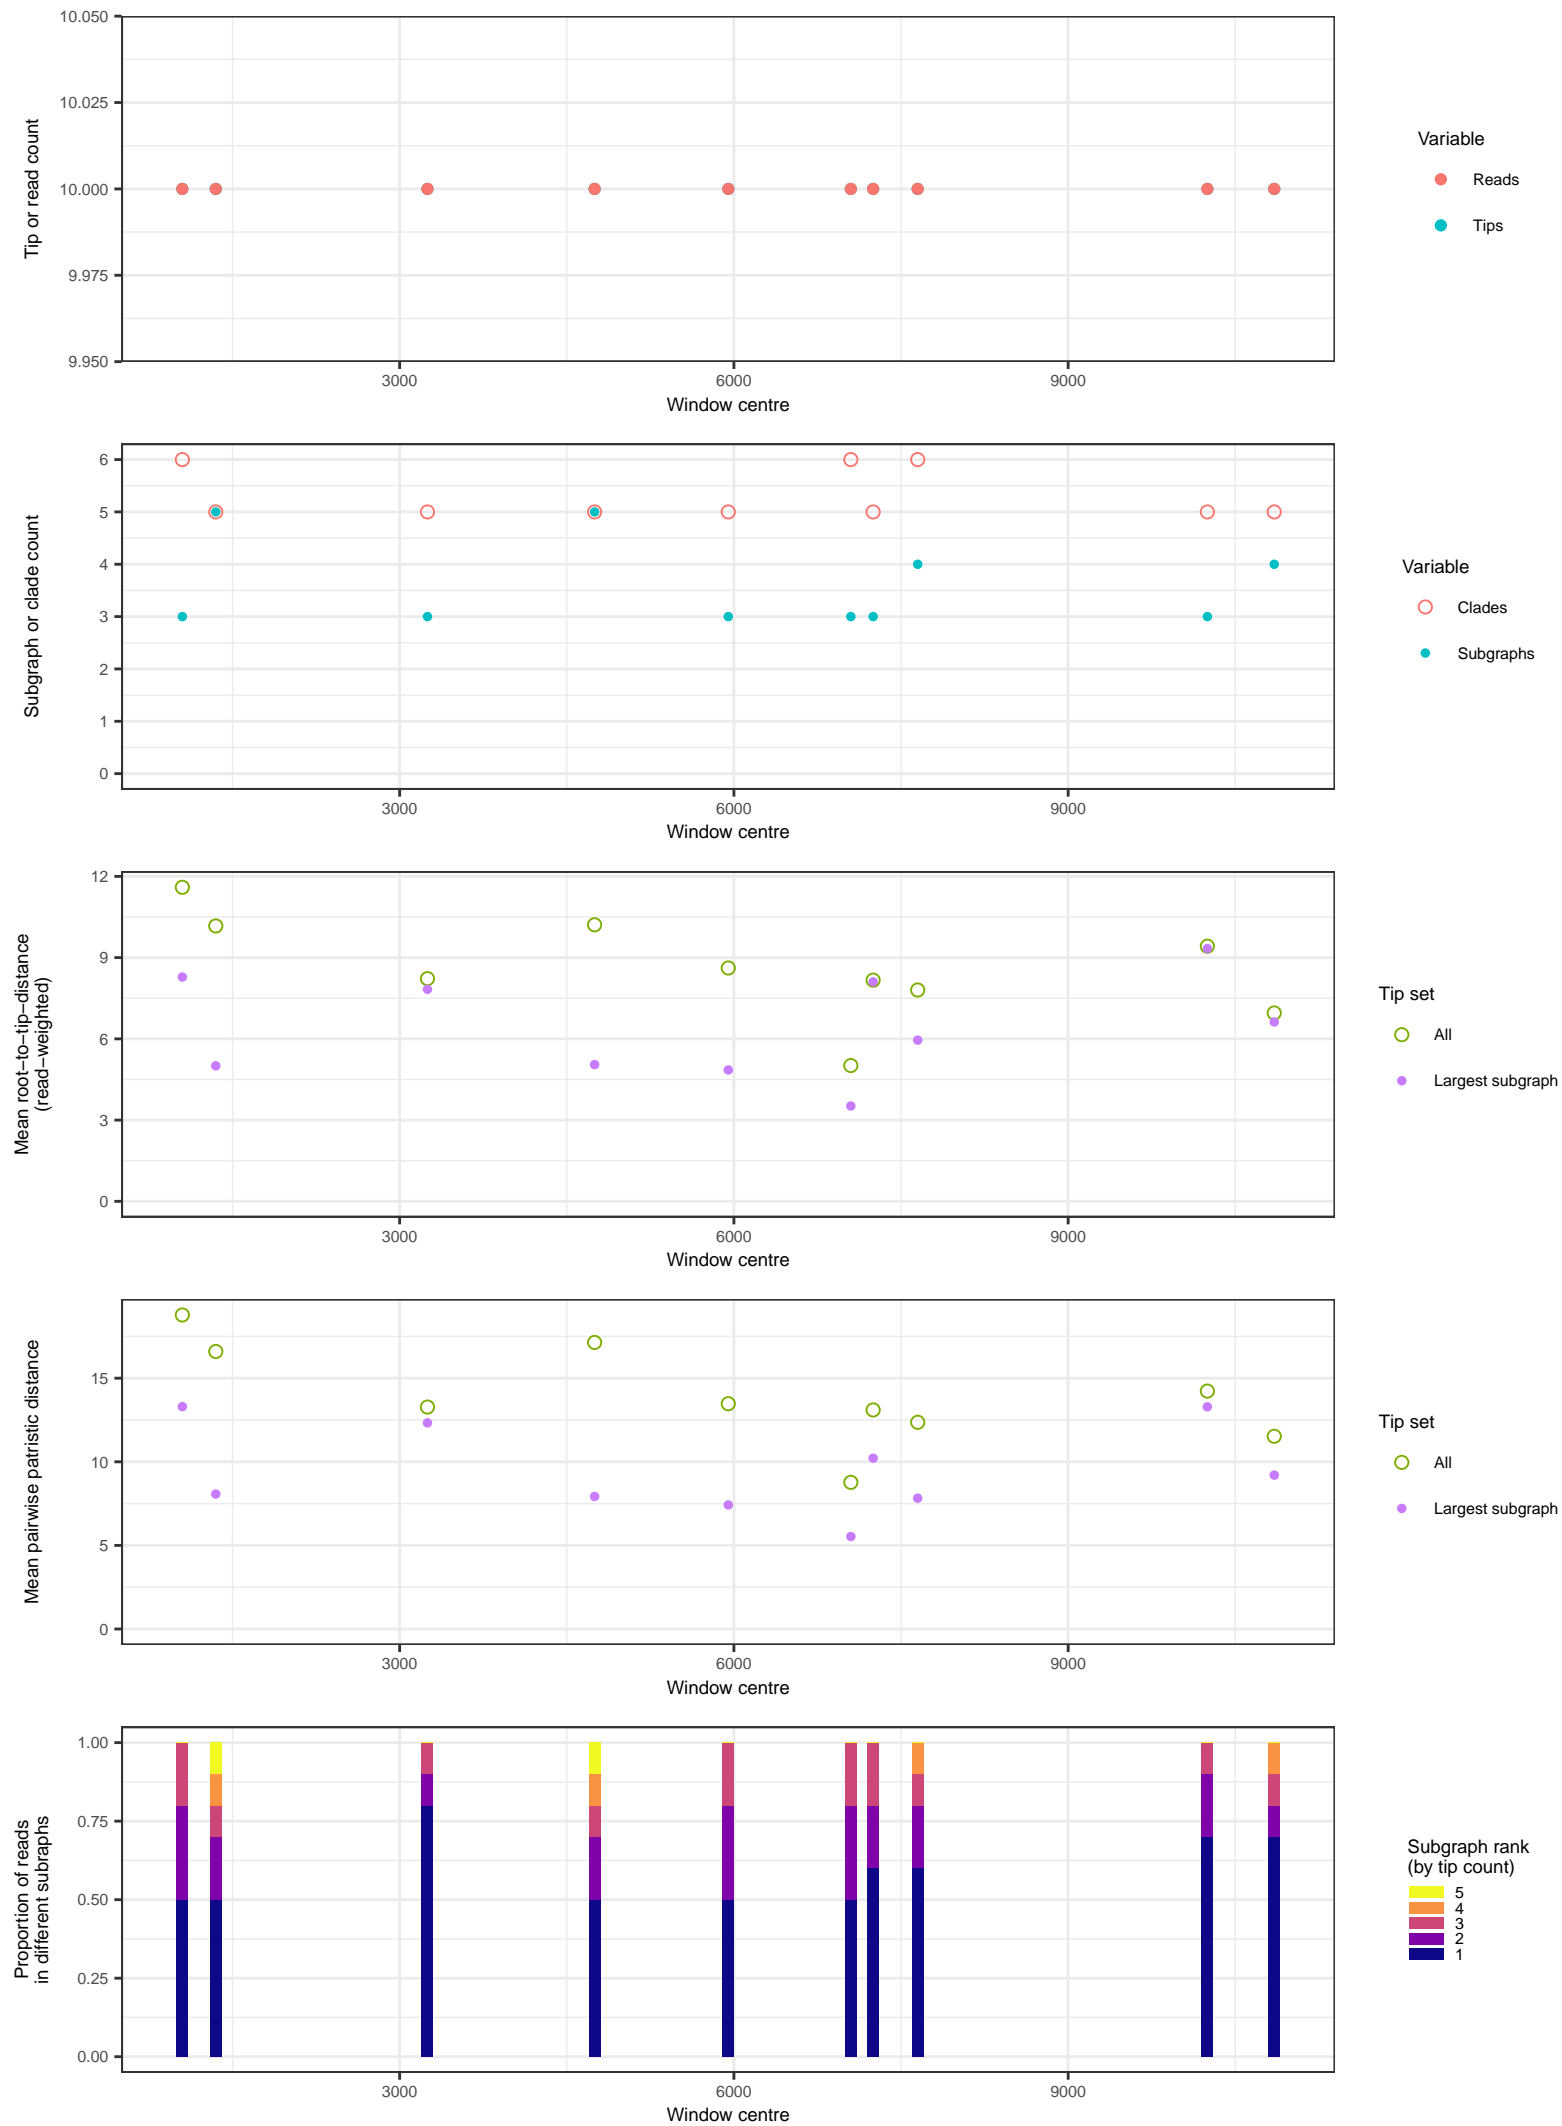 10.050
10.025
10.000
9.975
9.950
Tip or read count
3000 6000 9000
Window centre
Variable
Reads
Tips
6
5
4
3
2
1
0
Subgraph or clade count
3000 6000 9000
Window centre
Variable
Clades
Subgraphs
12
9
6
3
0
Mean root−to−tip−distance
(read−weighted)
3000 6000 9000
Window centre
Tip set
All
Largest subgraph
15
10
5
0
Mean pairwise patristic distance
3000 6000 9000
Window centre
Tip set
All
Largest subgraph
1.00
0.75
0.50
0.25
0.00
Proportion of reads
in different subraphs
3000 6000 9000
Window centre
Subgraph rank
(by tip count)
5
4
3
2
1